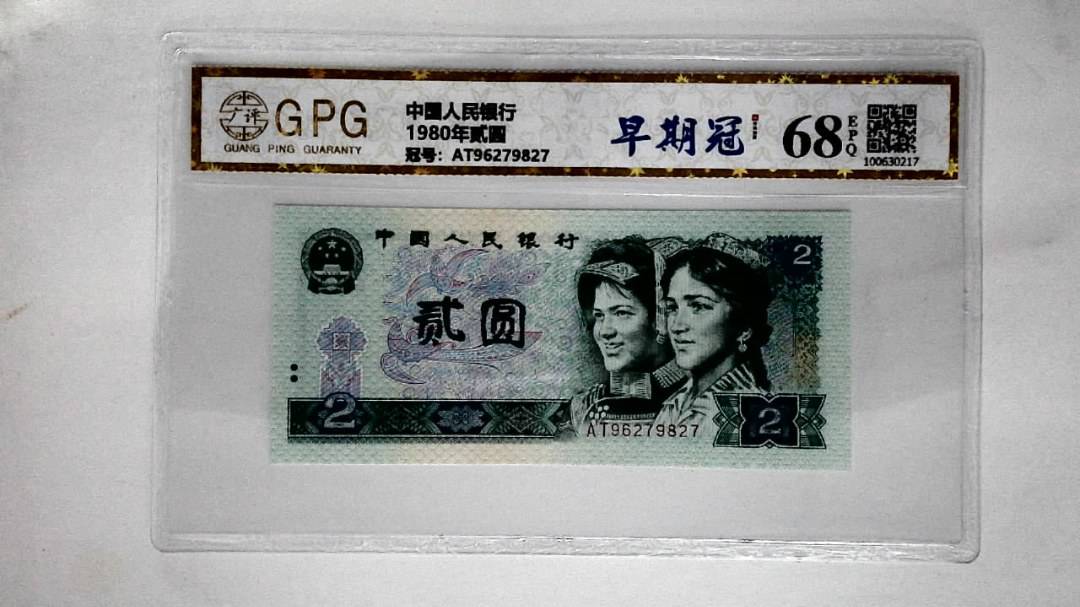 广评
GPG
GUANG PING GUARANTY
中国人民银行
1980年贰圆
冠号: AT96279827
早期冠
68
EPQ
100630217
中国人民银行
2
贰圆
2
AT96279827
2